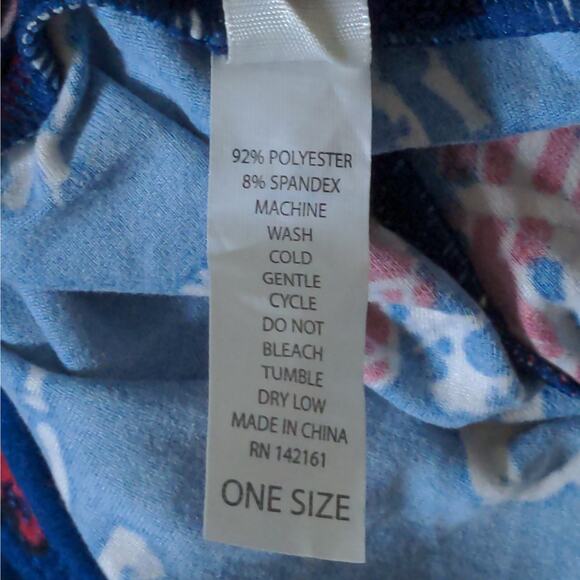 92% POLYESTER
8% SPANDEX
MACHINE
WASH
COLD
GENTLE
CYCLE
DO NOT
BLEACH
TUMBLE
DRY LOW
MADE IN CHINA
RN 142161
ONE SIZE